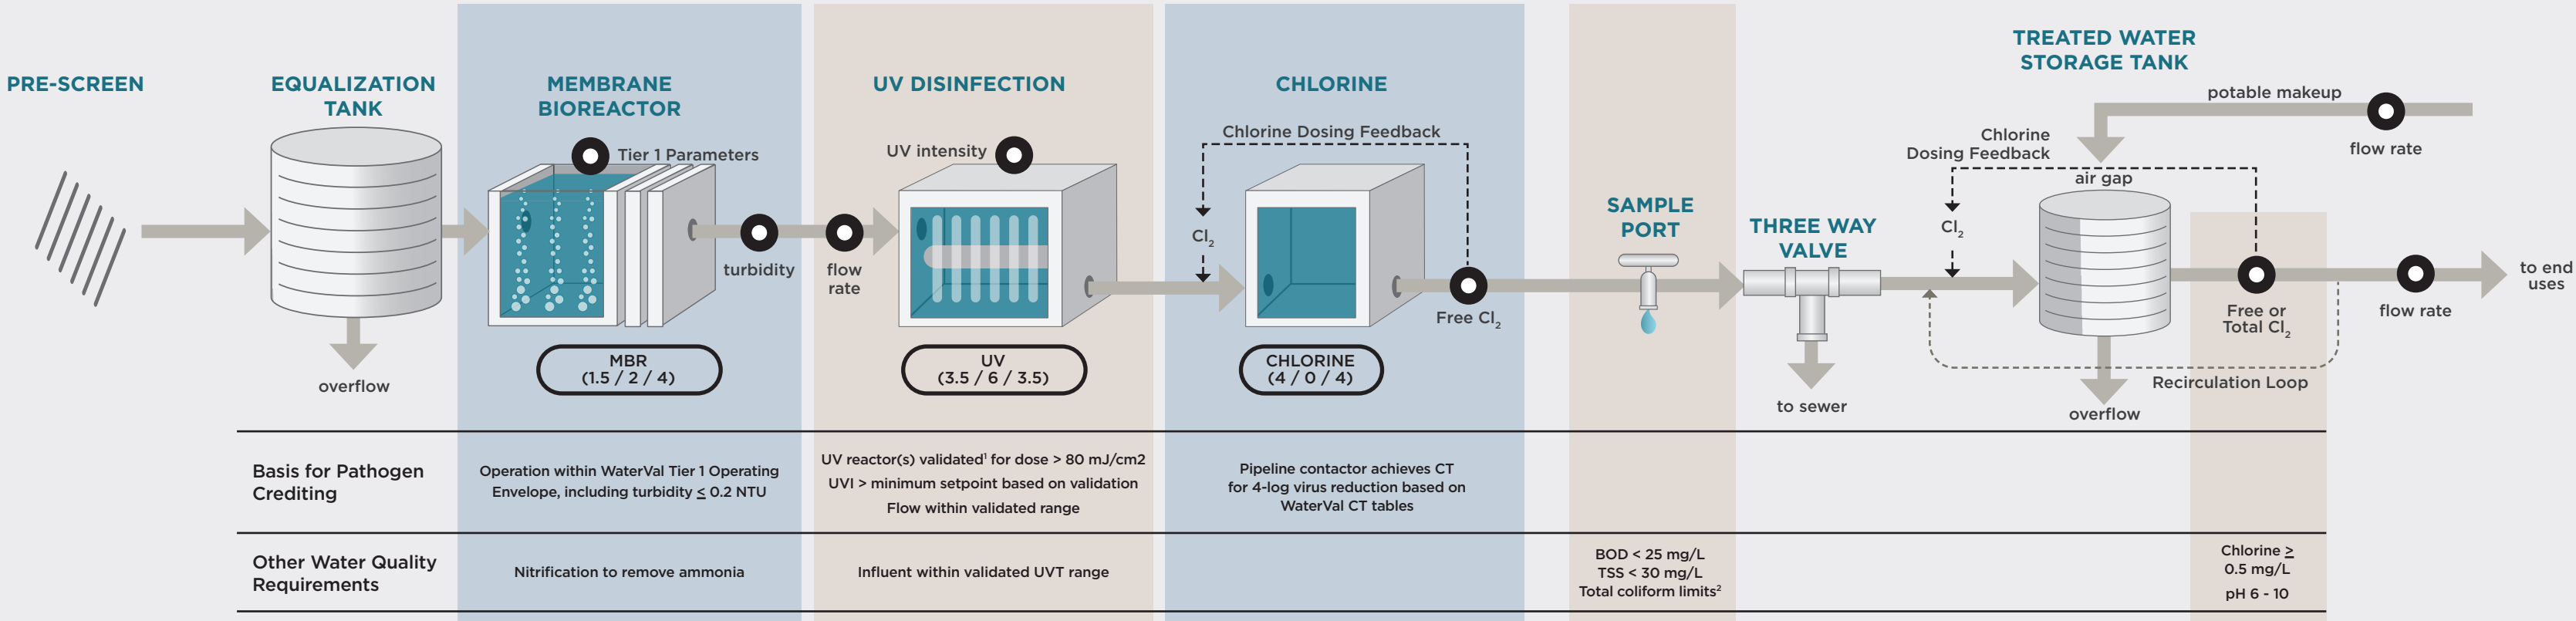 PRE-SCREEN
EQUALIZATION
TANK
overflow
MEMBRANE
BIOREACTOR
Tier 1 Parameters
turbidity
MBR
(1.5 / 2 / 4)
flow
rate
UV DISINFECTION
UV intensity
UV
(3.5 / 6 / 3.5)
CHLORINE
Chlorine Dosing Feedback
Cl2
Free Cl2
CHLORINE
(4 / 0 / 4)
SAMPLE
PORT
THREE WAY
VALVE
to sewer
TREATED WATER
STORAGE TANK
potable makeup
flow rate
Chlorine
Dosing Feedback
air gap
Cl2
Free or
Total Cl2
Recirculation Loop
overflow
flow rate
to end
uses
Basis for Pathogen
Crediting
Operation within WaterVal Tier 1 Operating
Envelope, including turbidity ≤ 0.2 NTU
UV reactor(s) validated¹ for dose > 80 mJ/cm2
UVI > minimum setpoint based on validation
Flow within validated range
Pipeline contactor achieves CT
for 4-log virus reduction based on
WaterVal CT tables
Other Water Quality
Requirements
Nitrification to remove ammonia
Influent within validated UVT range
BOD < 25 mg/L
TSS < 30 mg/L
Total coliform limits²
Chlorine ≥
0.5 mg/L
pH 6 - 10